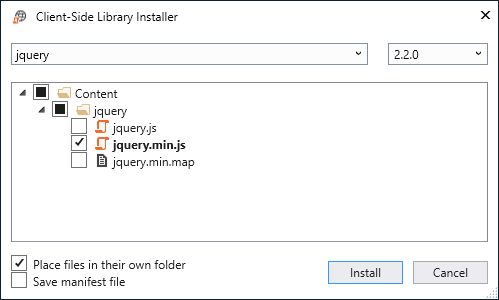 Client-Side Library Installer
jquery 2.2.0
Content
jquery
jquery.js
jquery.min.js
jquery.min.map
Place files in their own folder
Save manifest file
Install Cancel